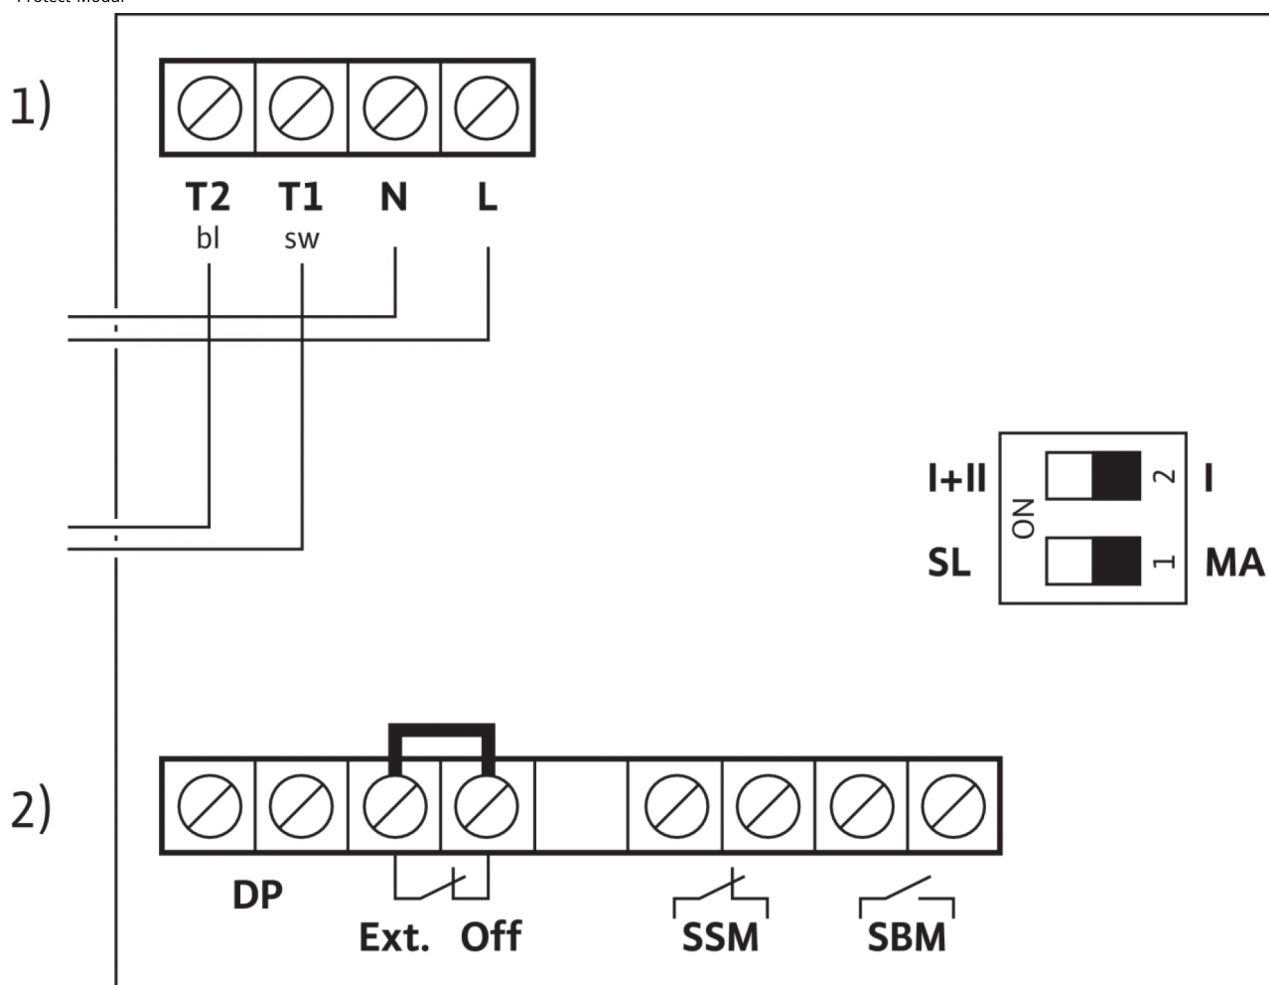 Protect-Modul
1)
T2 T1 N L
bl sw
I+II 2 I
ON
SL 1 MA
2)
DP
Ext. Off SSM SBM